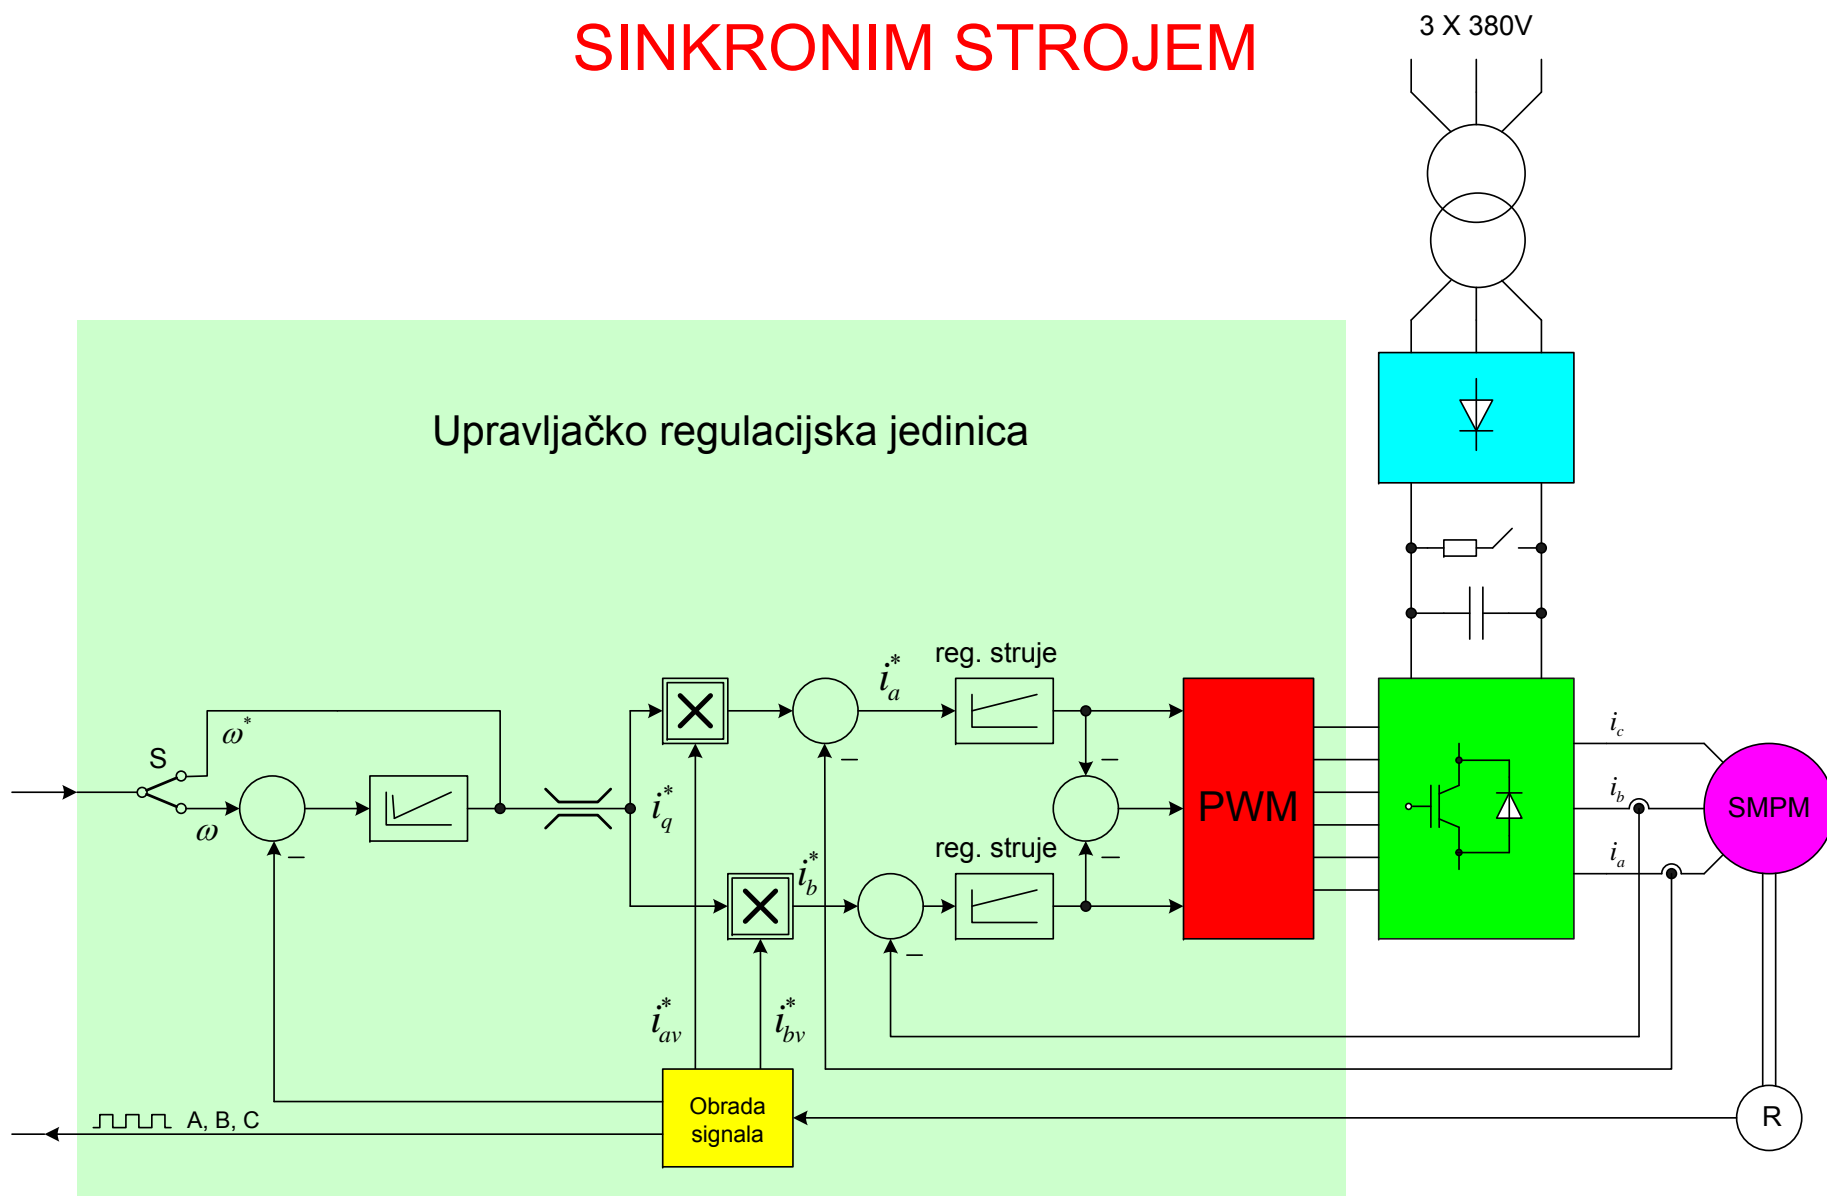 SINKRONIM STROJEM
3 X 380V
Upravljačko regulacijska jedinica
reg. struje
i*a
S
ω*
ω
–
i*q
–
–
PWM
ic
ib
ia
SMPM
reg. struje
i*b
–
–
i*av
i*bv
A, B, C
Obrada
signala
R